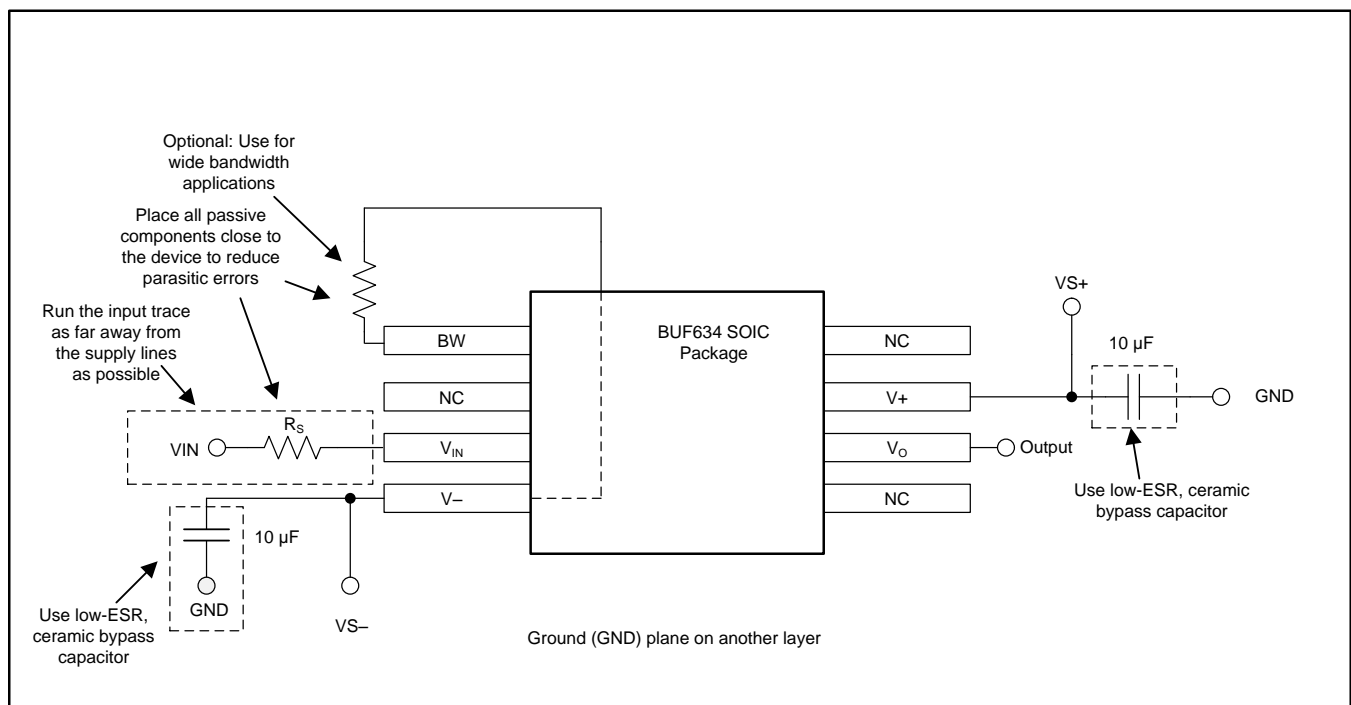 Optional: Use for
wide bandwidth
applications
Place all passive
components close to
the device to reduce
parasitic errors
Run the input trace
as far away from
the supply lines
as possible
BUF634 SOIC
Package
BW
NC
VIN
RS
VIN
V–
10 µF
GND
VS–
Use low-ESR,
ceramic bypass
capacitor
NC
V+
VO
NC
VS+
10 µF
GND
Output
Use low-ESR, ceramic
bypass capacitor
Ground (GND) plane on another layer